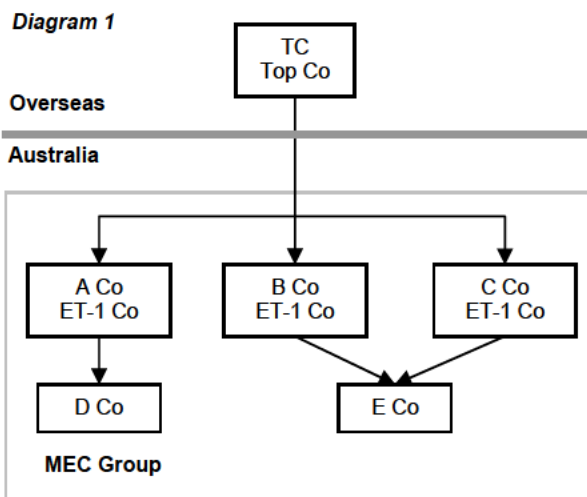 Diagram 1
TC
Top Co
Overseas
Australia
A Co
ET-1 Co
B Co
ET-1 Co
C Co
ET-1 Co
D Co
E Co
MEC Group